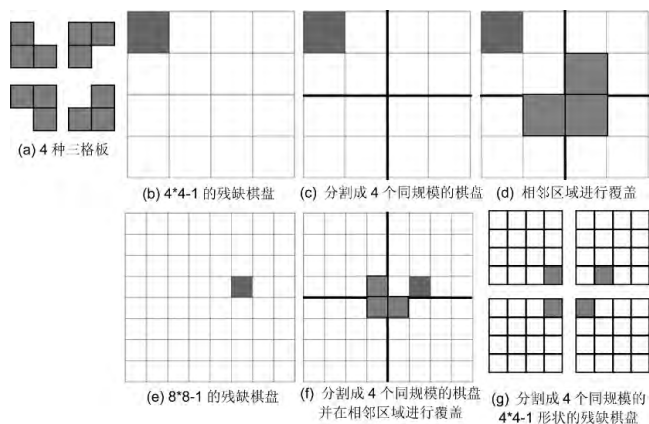 (a) 4 种三格板
(b) 4*4-1 的残缺棋盘
(c) 分割成 4 个同规模的棋盘
(d) 相邻区域进行覆盖
(e) 8*8-1 的残缺棋盘
(f) 分割成 4 个同规模的棋盘
并在相邻区域进行覆盖
(g) 分割成 4 个同规模的
4*4-1 形状的残缺棋盘